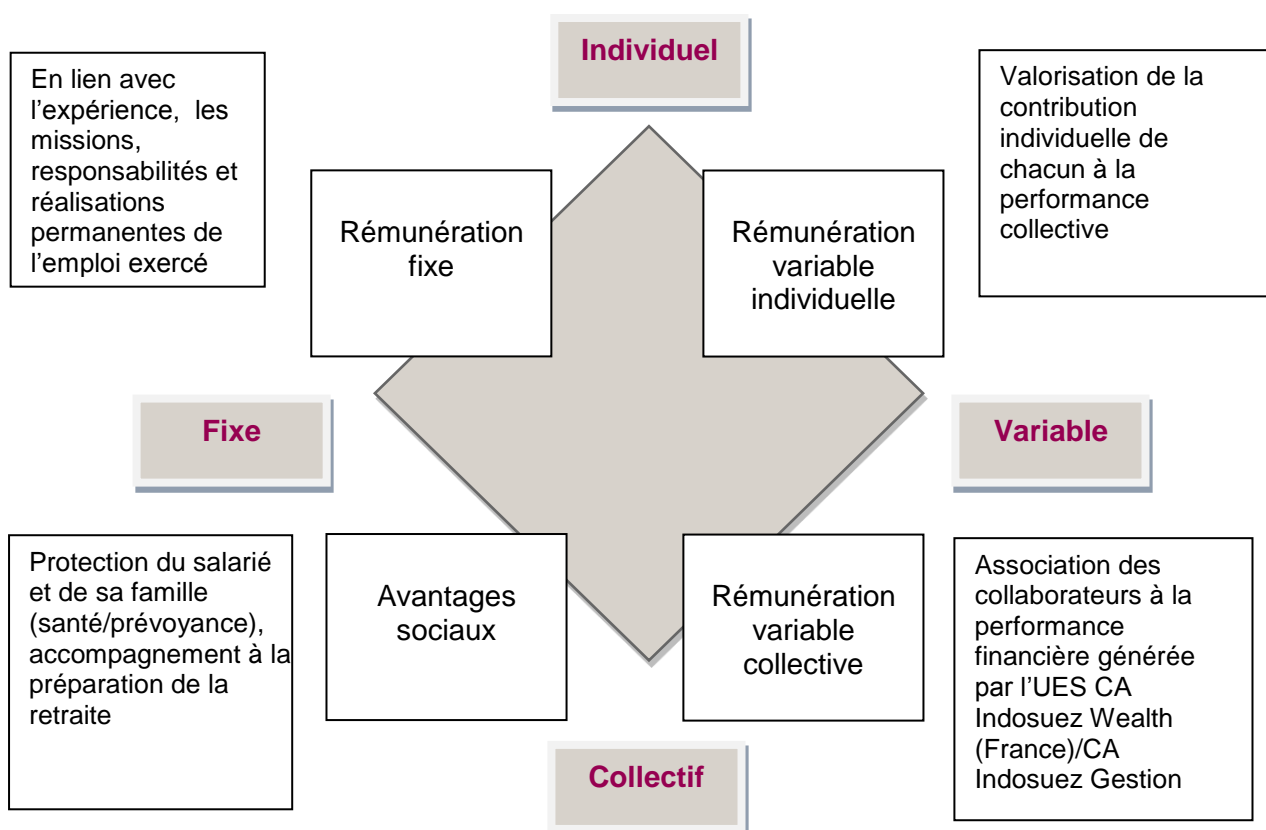 Individuel
En lien avec
l’expérience, les
missions,
responsabilités et
réalisations
permanentes de
l’emploi exercé
Rémunération
fixe
Rémunération
variable
individuelle
Valorisation de la
contribution
individuelle de
chacun à la
performance
collective
Fixe
Variable
Protection du salarié
et de sa famille
(santé/prévoyance),
accompagnement à la
préparation de la
retraite
Avantages
sociaux
Rémunération
variable
collective
Association des
collaborateurs à la
performance
financière générée
par l’UES CA
Indosuez Wealth
(France)/CA
Indosuez Gestion
Collectif